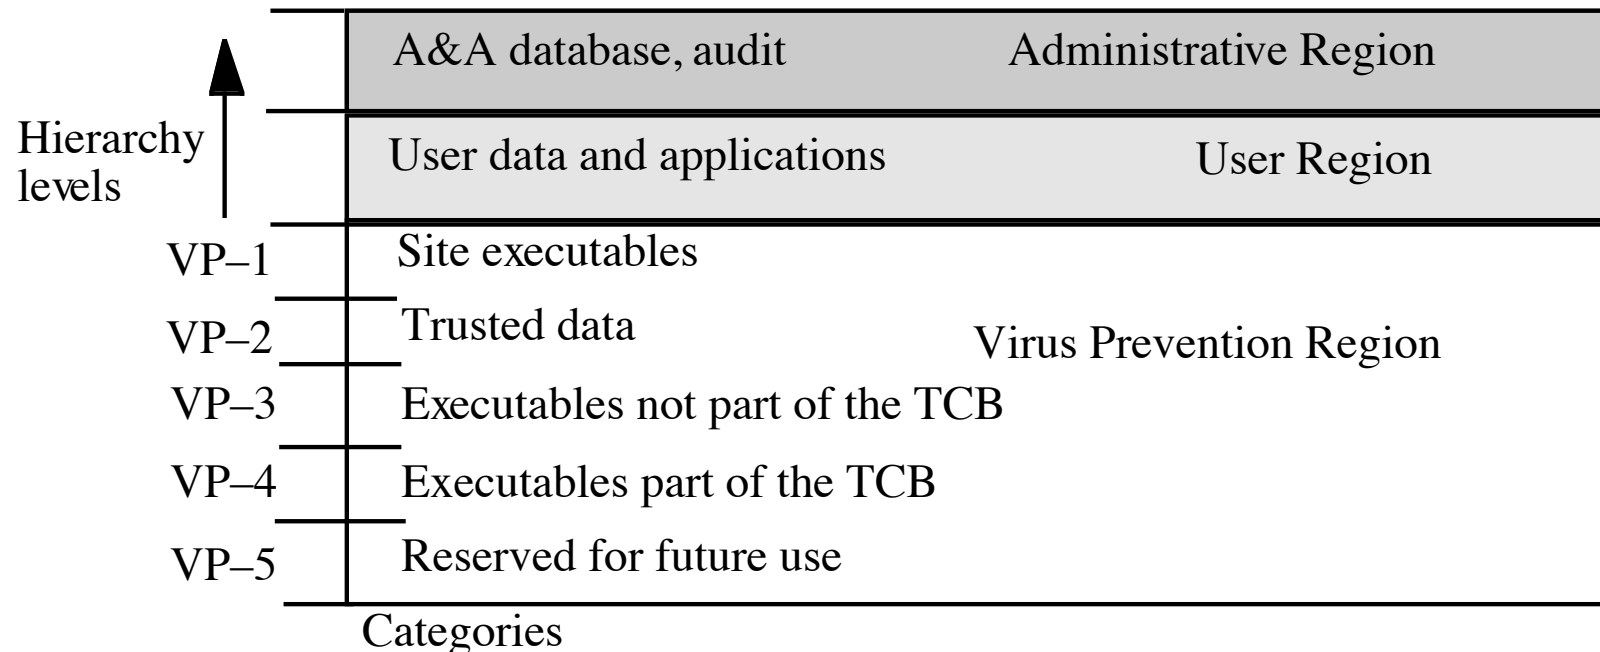 A&A database, audit Administrative Region
Hierarchy
levels
User data and applications User Region
VP–1 Site executables
VP–2 Trusted data
Virus Prevention Region
VP–3 Executables not part of the TCB
VP–4 Executables part of the TCB
VP–5 Reserved for future use
Categories